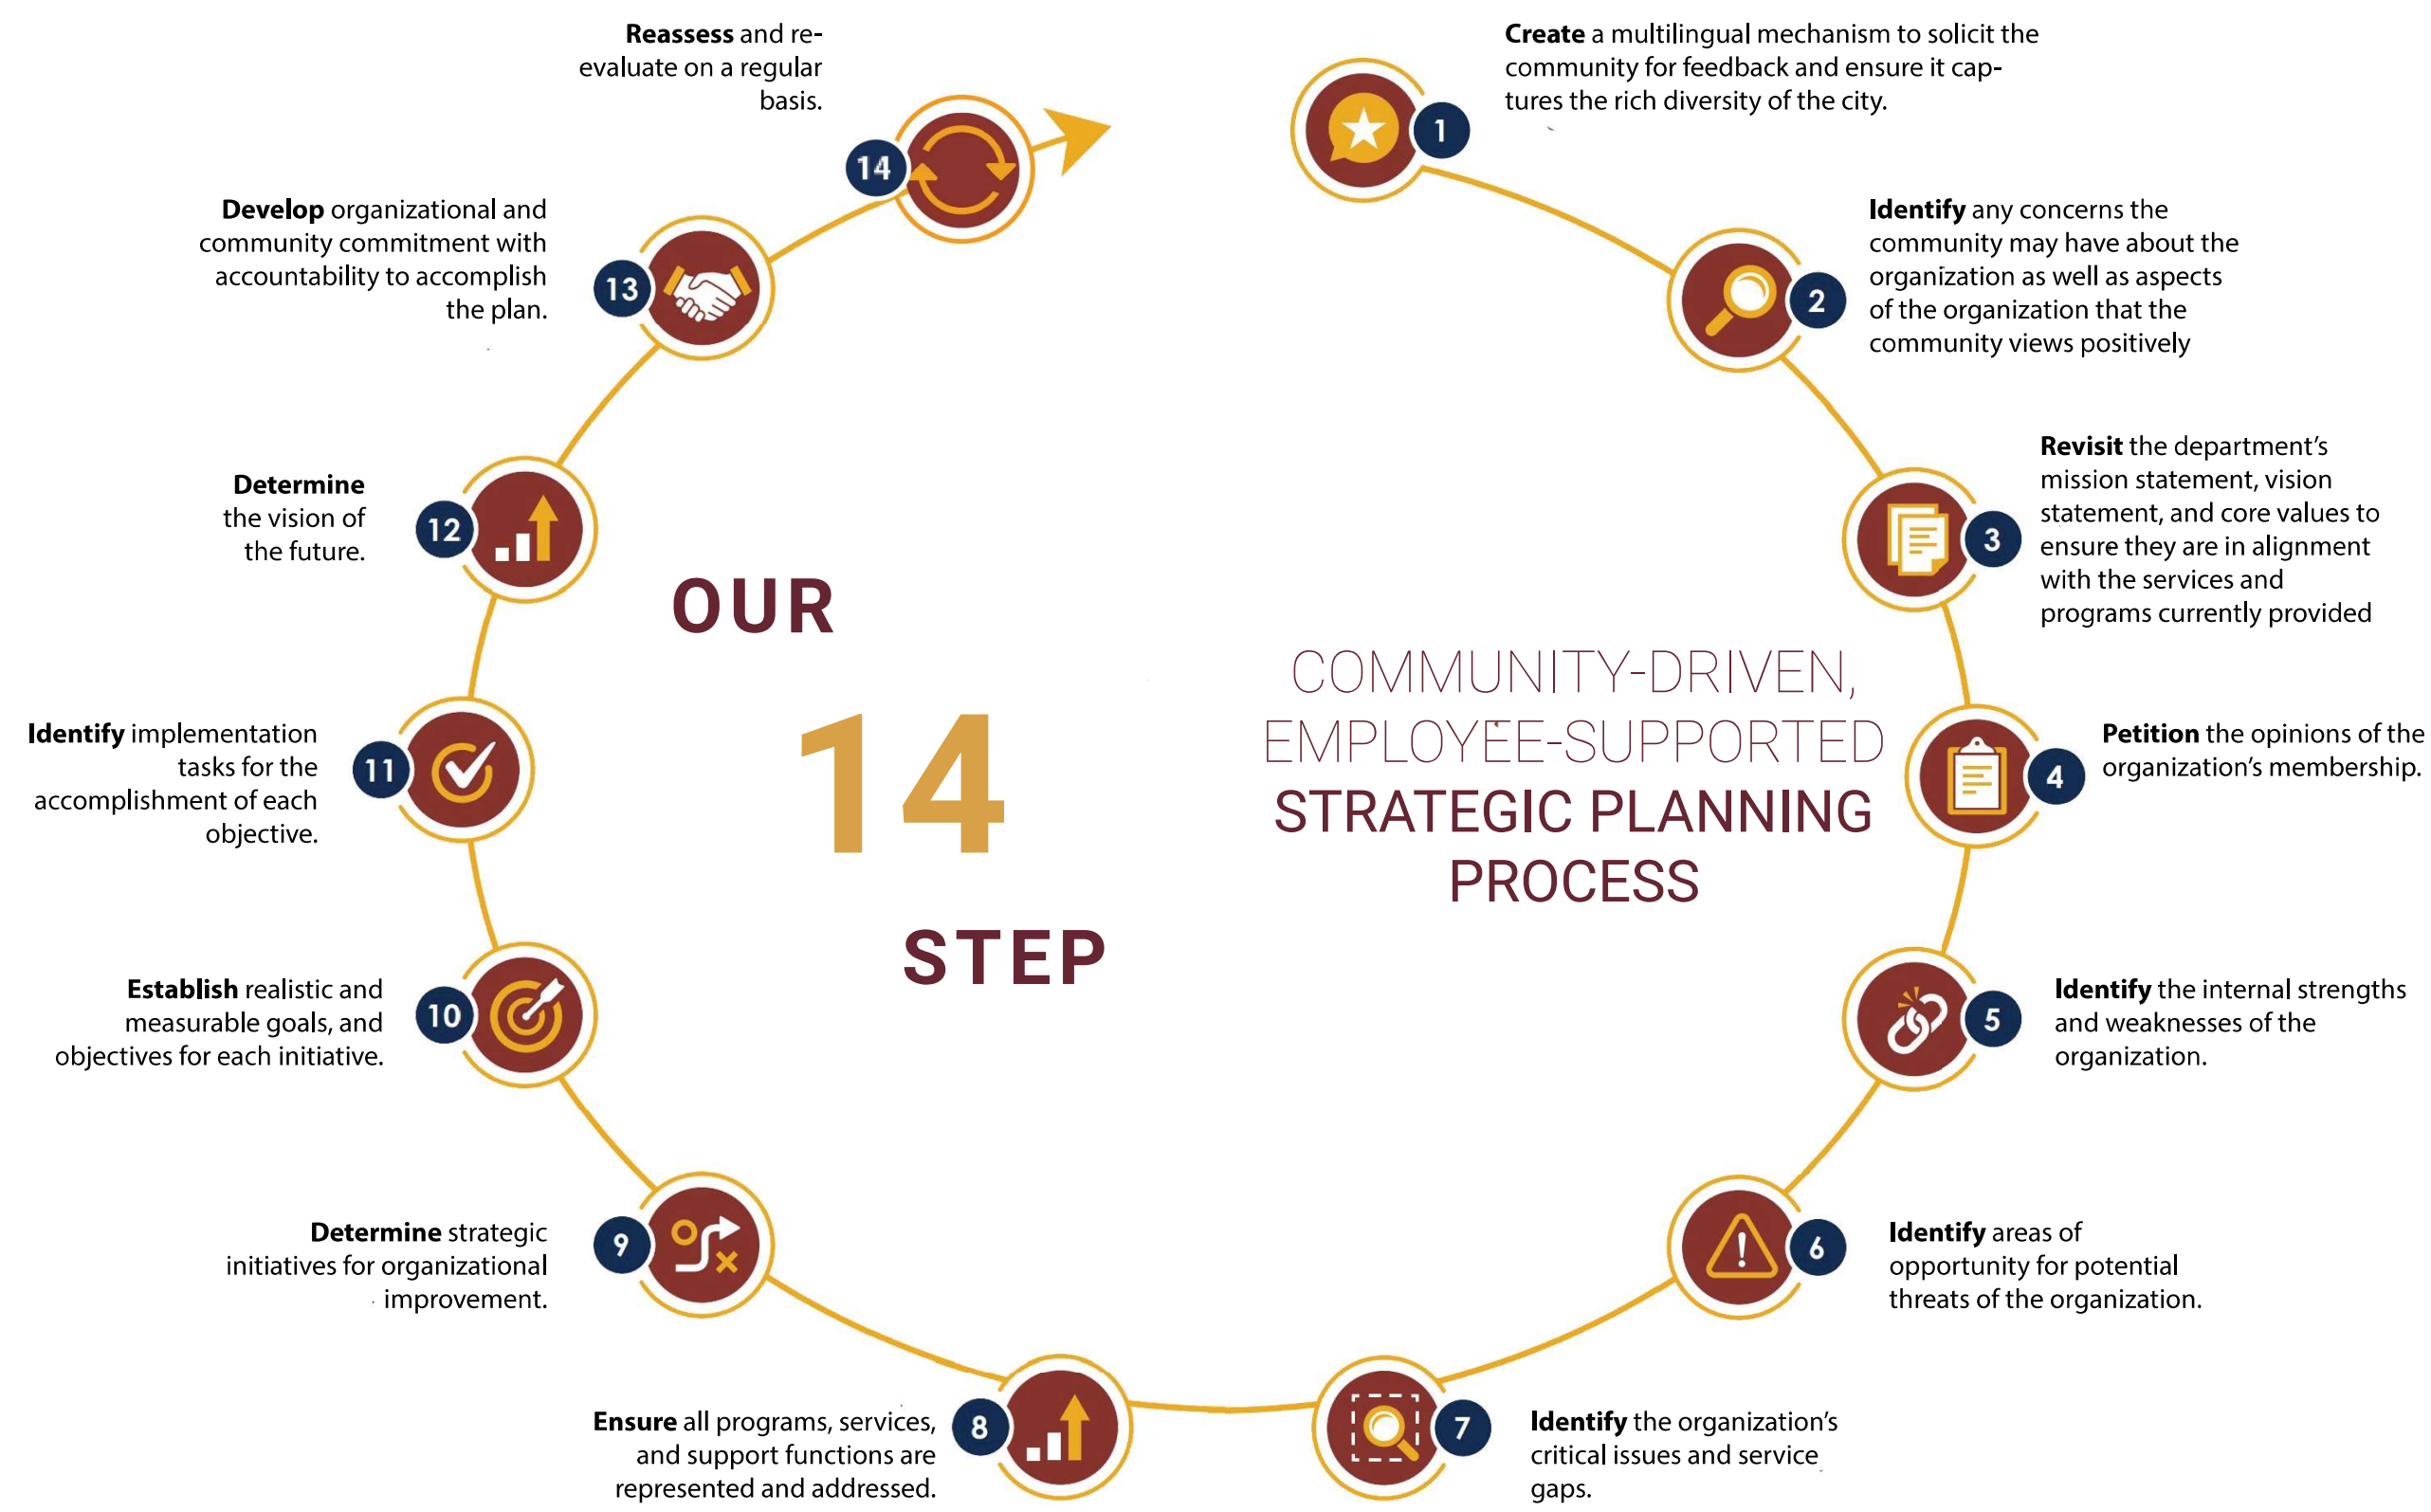 Create a multilingual mechanism to solicit the
community for feedback and ensure it cap-
tures the rich diversity of the city.
1
Identify any concerns the
community may have about the
organization as well as aspects
of the organization that the
community views positively
2
Revisit the department's
mission statement, vision
statement, and core values to
ensure they are in alignment
with the services and
programs currently provided
3
Petition the opinions of the
organization's membership.
4
Identify the internal strengths
and weaknesses of the
organization.
5
Identify areas of
opportunity for potential
threats of the organization.
6
Identify the organization's
critical issues and service
gaps.
7
Ensure all programs, services,
and support functions are
represented and addressed.
8
Determine strategic
initiatives for organizational
improvement.
9
Establish realistic and
measurable goals, and
objectives for each initiative.
10
Identify implementation
tasks for the
accomplishment of each
objective.
11
Determine
the vision of
the future.
12
Develop organizational and
community commitment with
accountability to accomplish
the plan.
13
Reassess and re-
evaluate on a regular
basis.
14
OUR
14
STEP
COMMUNITY-DRIVEN,
EMPLOYEE-SUPPORTED
STRATEGIC PLANNING
PROCESS